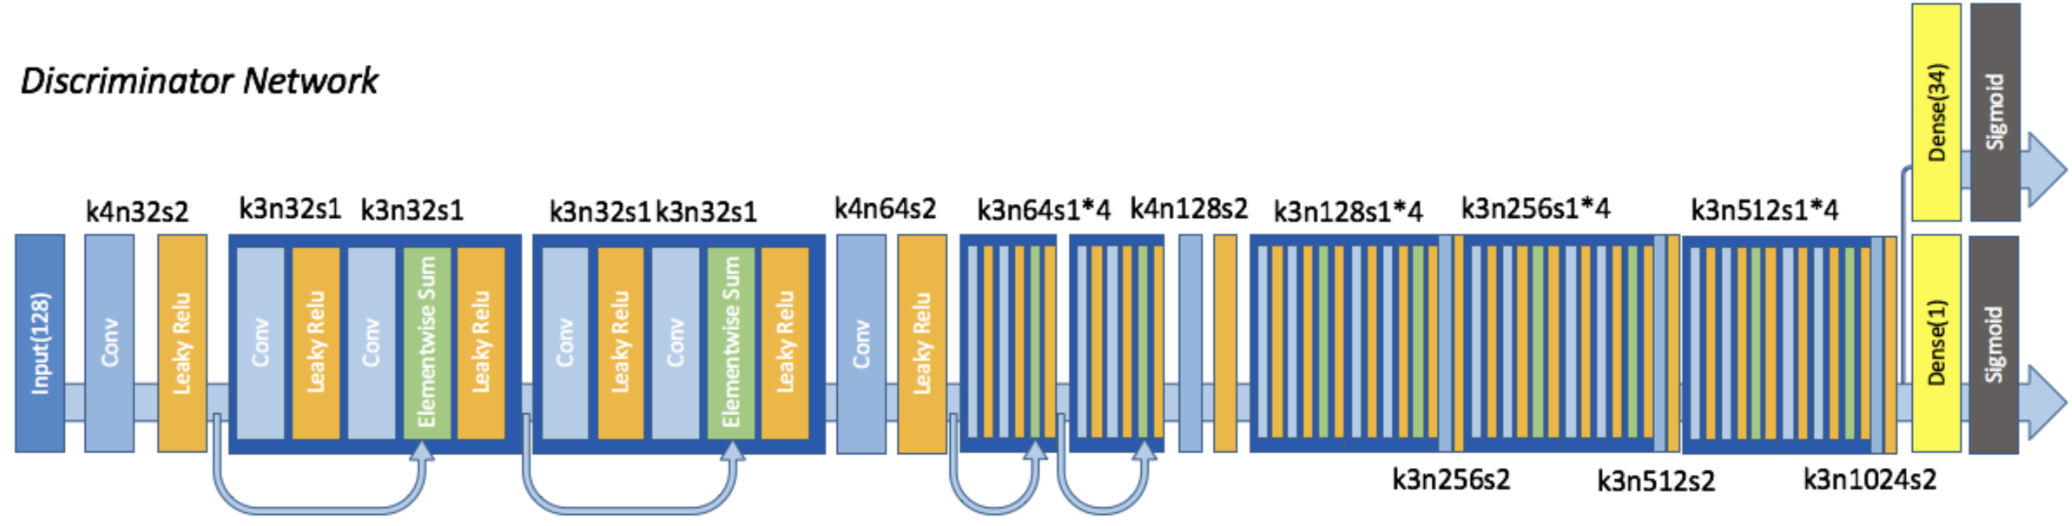 Discriminator Network
k4n32s2
k3n32s1
k3n32s1
k3n32s1
k3n32s1
k4n64s2
k3n64s1*4
k4n128s2
k3n128s1*4
k3n256s1*4
k3n512s1*4
Input(128)
Conv
Leaky Relu
Conv
Leaky Relu
Conv
Elementwise Sum
Leaky Relu
Conv
Leaky Relu
Conv
Elementwise Sum
Leaky Relu
Conv
Leaky Relu
k3n256s2
k3n512s2
k3n1024s2
Dense(34)
Sigmoid
Dense(1)
Sigmoid